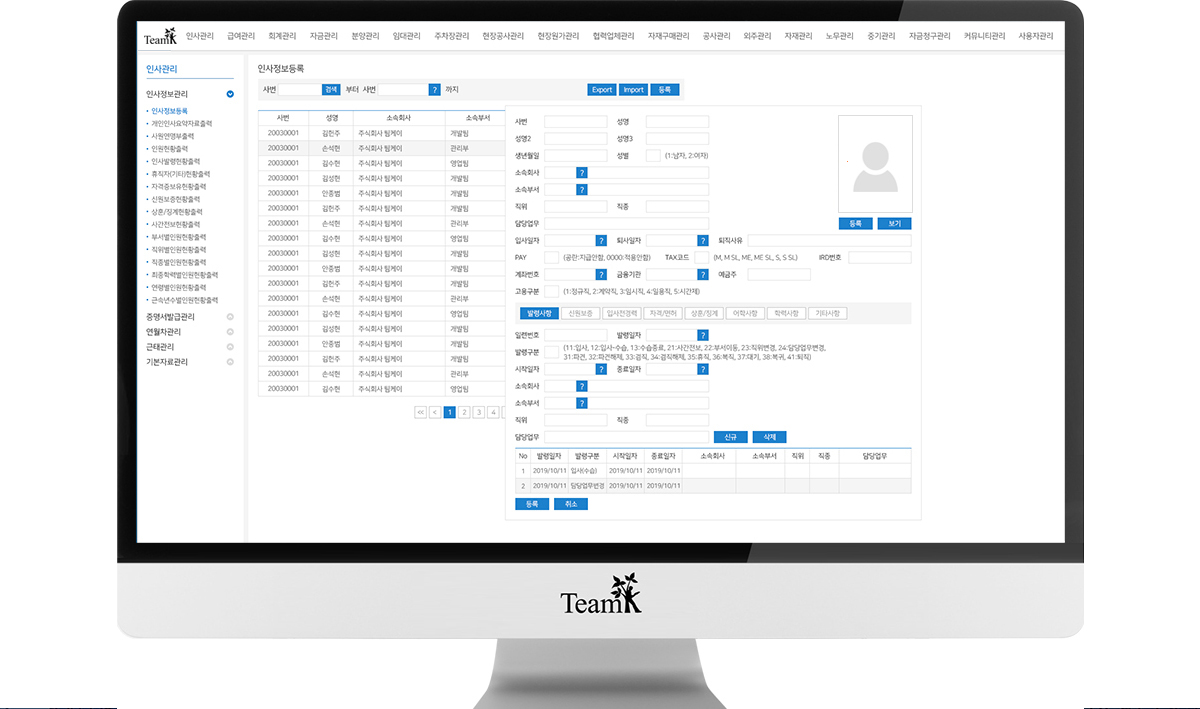 TeamK 인사관리 급여관리 회계관리 자금관리 분양관리 임대관리 주차장관리 현장공사관리 현장원가관리 협력업체관리 자재구매관리 공사관리 외주관리 자재관리 노무관리 중기관리 자금청구관리 커뮤니티관리 사용자관리
인사관리
인사정보관리
인사정보등록
개인인사요약자료출력
사원연명부출력
인원현황출력
인사발령현황출력
휴직자(기타)현황출력
자격증보유현황출력
신원보증현황출력
상훈/징계현황출력
사간전보현황출력
부서별인원현황출력
직위별인원현황출력
직종별인원현황출력
최종학력별인원현황출력
연령별인원현황출력
근속년수별인원현황출력
증명서발급관리
연월차관리
근태관리
기본자료관리
인사정보등록
사번 검색 부터 사번 ? 까지 Export Import 등록
사번 성명 소속회사 소속부서
20030001 김현주 주식회사 팀케이 개발팀
20030001 손석현 주식회사 팀케이 관리부
20030001 김수현 주식회사 팀케이 영업팀
20030001 김성현 주식회사 팀케이 개발팀
20030001 안종범 주식회사 팀케이 개발팀
20030001 김현주 주식회사 팀케이 개발팀
20030001 손석현 주식회사 팀케이 관리부
20030001 김수현 주식회사 팀케이 영업팀
20030001 김성현 주식회사 팀케이 개발팀
20030001 안종범 주식회사 팀케이 영업팀
20030001 김현주 주식회사 팀케이 개발팀
20030001 손석현 주식회사 팀케이 관리부
20030001 김수현 주식회사 팀케이 영업팀
20030001 김성현 주식회사 팀케이 개발팀
20030001 안종범 주식회사 팀케이 영업팀
20030001 김현주 주식회사 팀케이 개발팀
20030001 손석현 주식회사 팀케이 관리부
20030001 김수현 주식회사 팀케이 영업팀
<< < 1 2 3 4
사번 성명
성명2 성명3
생년월일 성별 (1:남자, 2:여자)
소속회사 ?
소속부서 ?
직위 직종
담당업무 등록 보기
입사일자 ? 퇴사일자 ? 퇴직사유
PAY (공란:지급안함, 0000:적용안함) TAX코드 (M, M SL, ME, ME SL, S, S SL) IRD번호
계좌번호 ? 금융기관 ? 예금주
고용구분 (1:정규직, 2:계약직, 3:임시직, 4:일용직, 5:시간제)
발령사항 신원보증 입사전경력 자격/면허 상훈/징계 어학사항 학력사항 기타사항
일련번호 발령일자 ?
발령구분 (11:입사, 12:입사-수습, 13:수습종료, 21:사간전보, 22:부서이동, 23:직위변경, 24:담당업무변경,
31:파견, 32:파견해제, 33:겸직, 34:겸직해제, 35:휴직, 36:복직, 37:대기, 38:복귀, 41:퇴직)
시작일자 ? 종료일자 ?
소속회사 ?
소속부서 ?
직위 직종
담당업무 신규 삭제
No 발령일자 발령구분 시작일자 종료일자 소속회사 소속부서 직위 직종 담당업무
1 2019/10/11 입사(수습) 2019/10/11 2019/10/11
2 2019/10/11 담당업무변경 2019/10/11 2019/10/11
등록 취소
TeamK